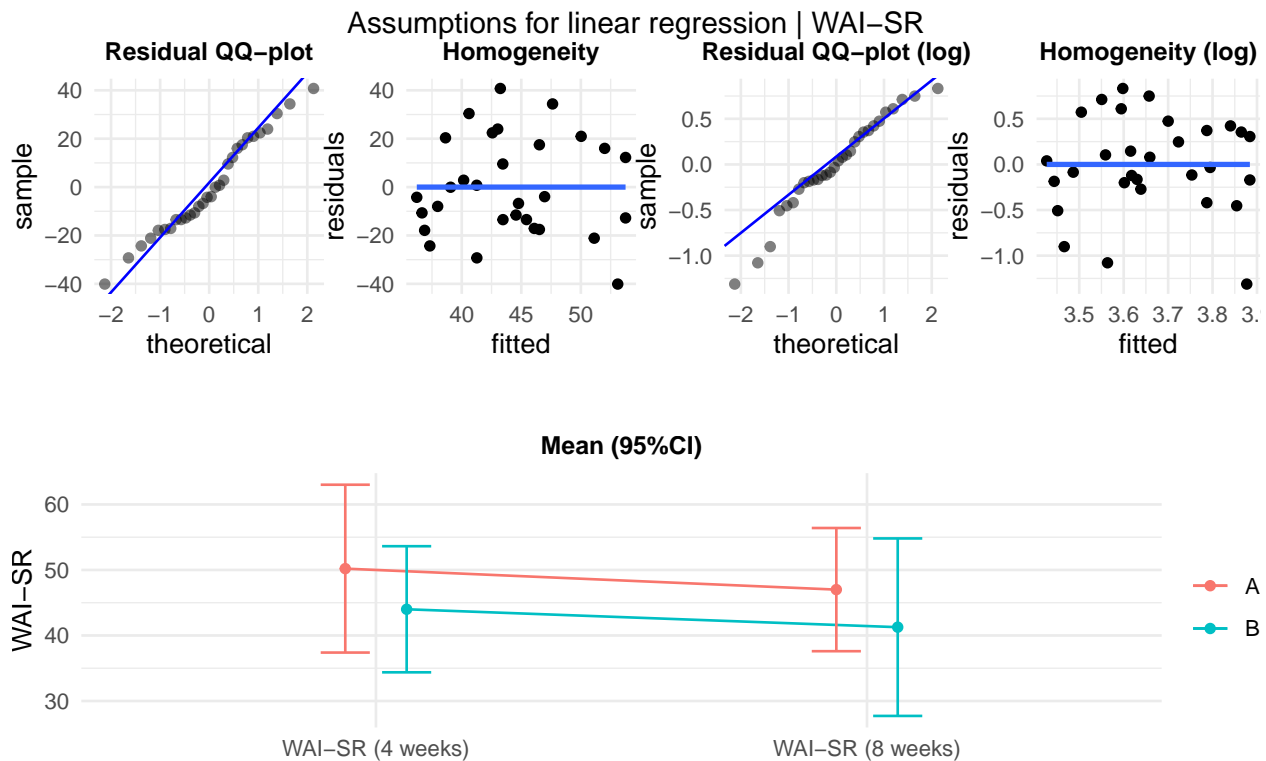 Assumptions for linear regression | WAI−SR
Residual QQ−plot
Homogeneity
Residual QQ−plot (log)
Homogeneity (log)
sample
40
20
0
−20
−40
−2 −1 0 1 2
theoretical
residuals
40
20
0
−20
−40
40 45 50
fitted
sample
0.5
0.0
−0.5
−1.0
−2 −1 0 1 2
theoretical
residuals
0.5
0.0
−0.5
−1.0
3.5 3.6 3.7 3.8 3.9
fitted
Mean (95%CI)
WAI−SR
60
50
40
30
WAI−SR (4 weeks) WAI−SR (8 weeks)
A
B